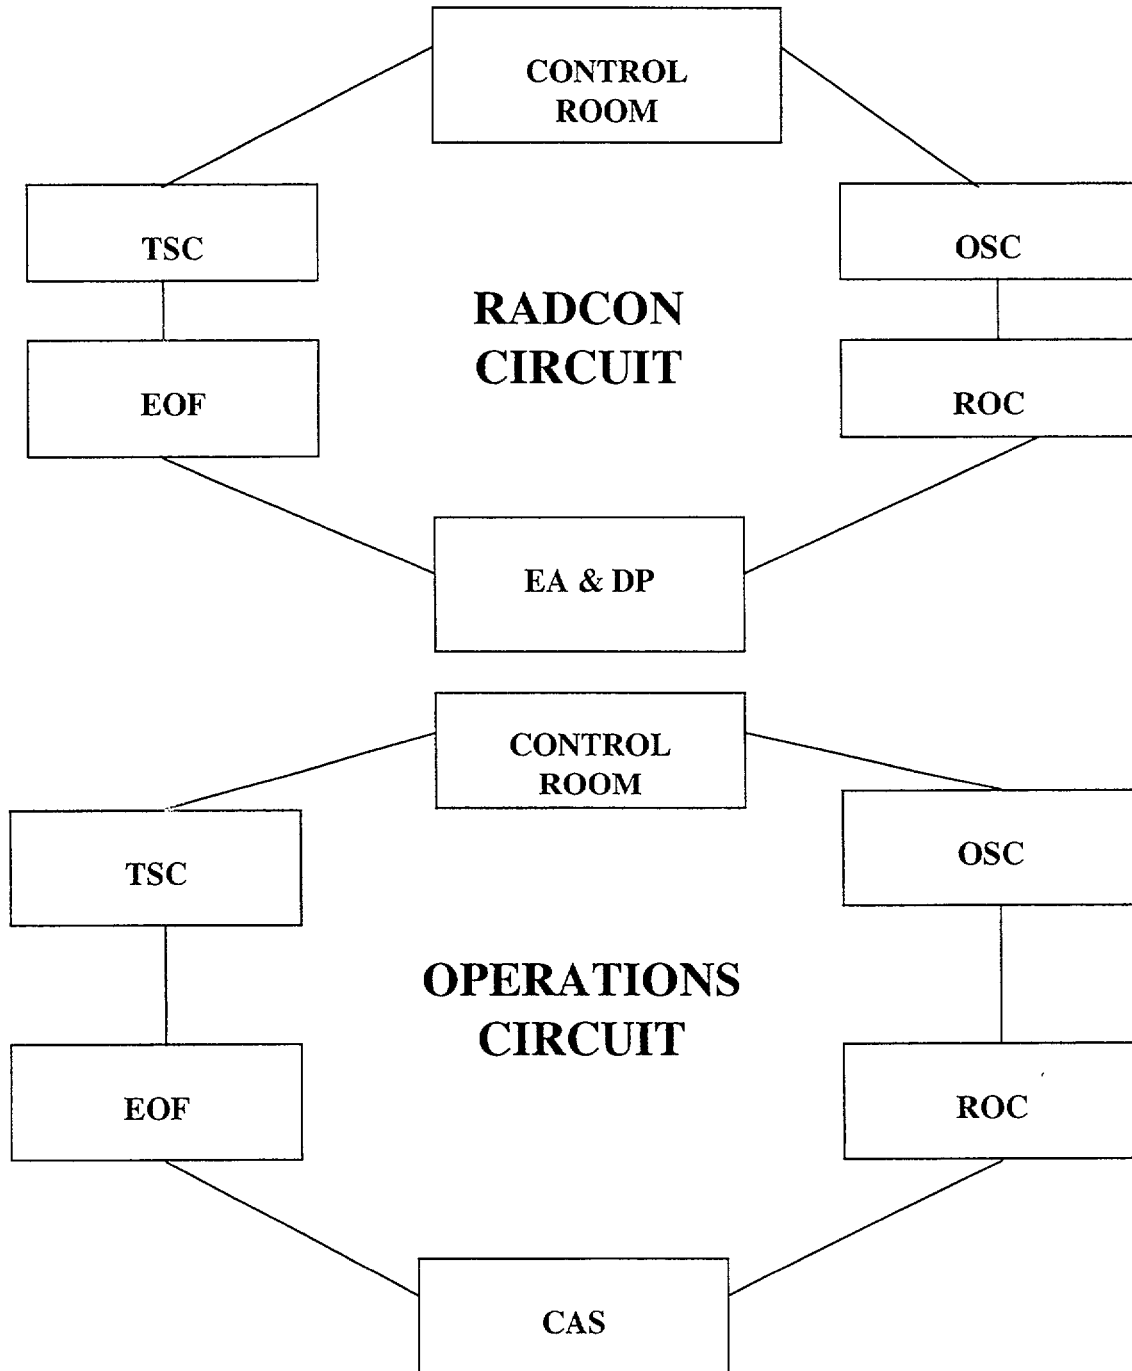 CONTROL
ROOM
TSC
OSC
RADCON
CIRCUIT
EOF
ROC
EA & DP
CONTROL
ROOM
TSC
OSC
OPERATIONS
CIRCUIT
EOF
ROC
CAS